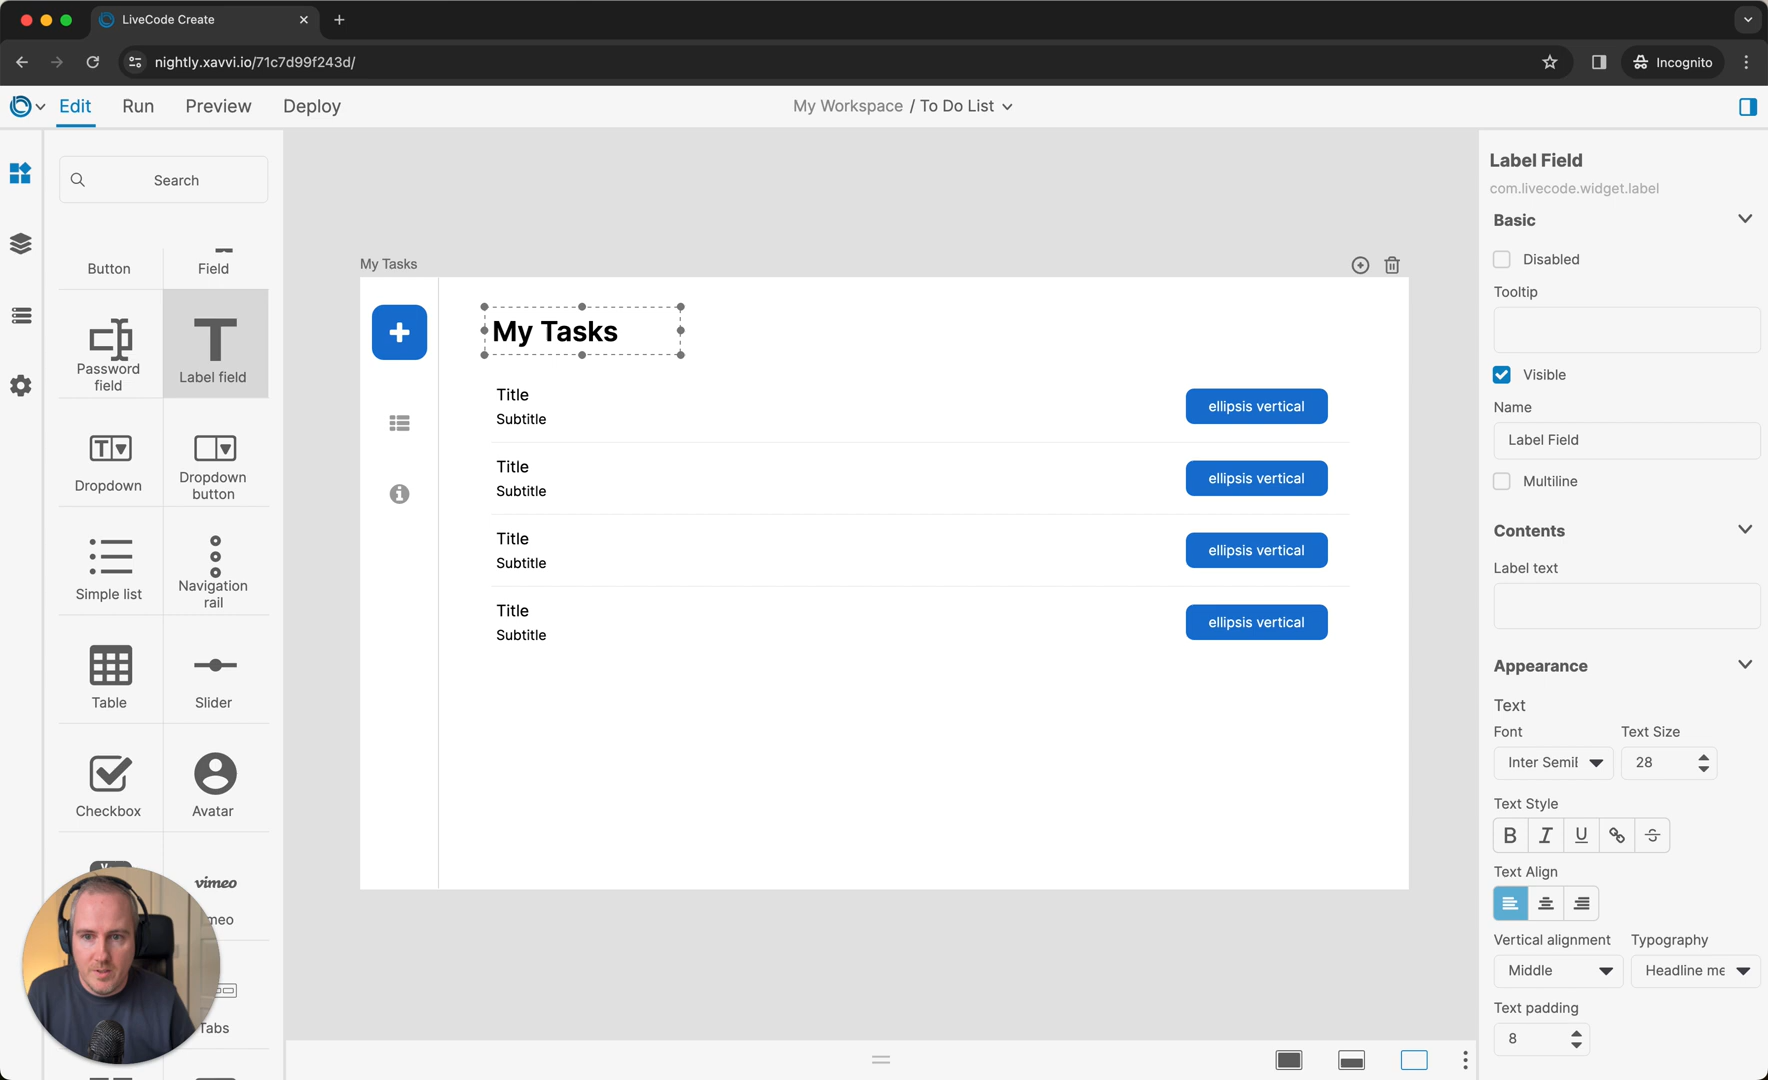 LiveCode Create
nightly.xavvi.io/71c7d99f243d/
Incognito
Edit
Run
Preview
Deploy
My Workspace / To Do List
Search
Button
Field
Password field
Label field
Dropdown
Dropdown button
Simple list
Navigation rail
Table
Slider
Checkbox
Avatar
vimeo
meo
Tabs
My Tasks
My Tasks
Title
Subtitle
ellipsis vertical
Title
Subtitle
ellipsis vertical
Title
Subtitle
ellipsis vertical
Title
Subtitle
ellipsis vertical
Label Field
com.livecode.widget.label
Basic
Disabled
Tooltip
Visible
Name
Label Field
Multiline
Contents
Label text
Appearance
Text
Font
Text Size
Inter Semi
28
Text Style
B I U S
Text Align
Vertical alignment
Typography
Middle
Headline me
Text padding
8